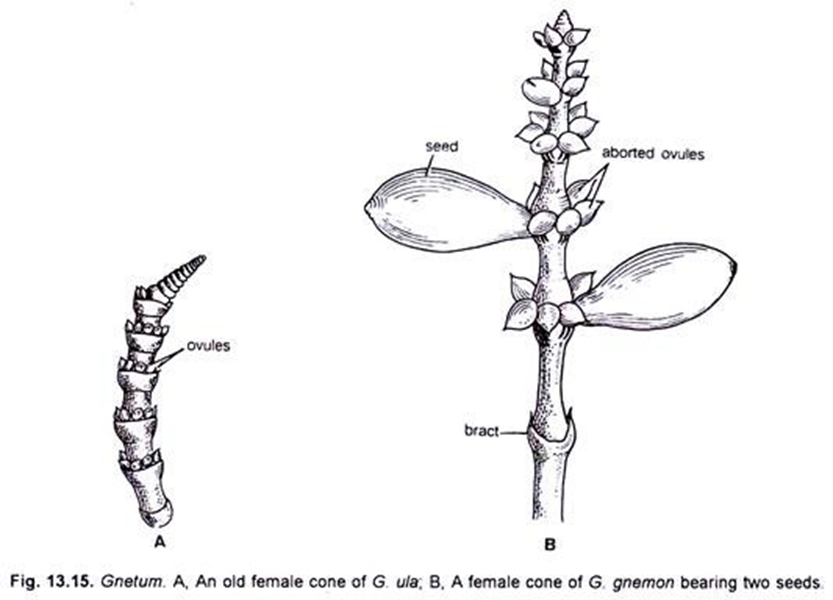 seed
aborted ovules
ovules
bract
A
B
Fig. 13.15. Gnetum. A, An old female cone of G. ula; B, A female cone of G. gnemon bearing two seeds.